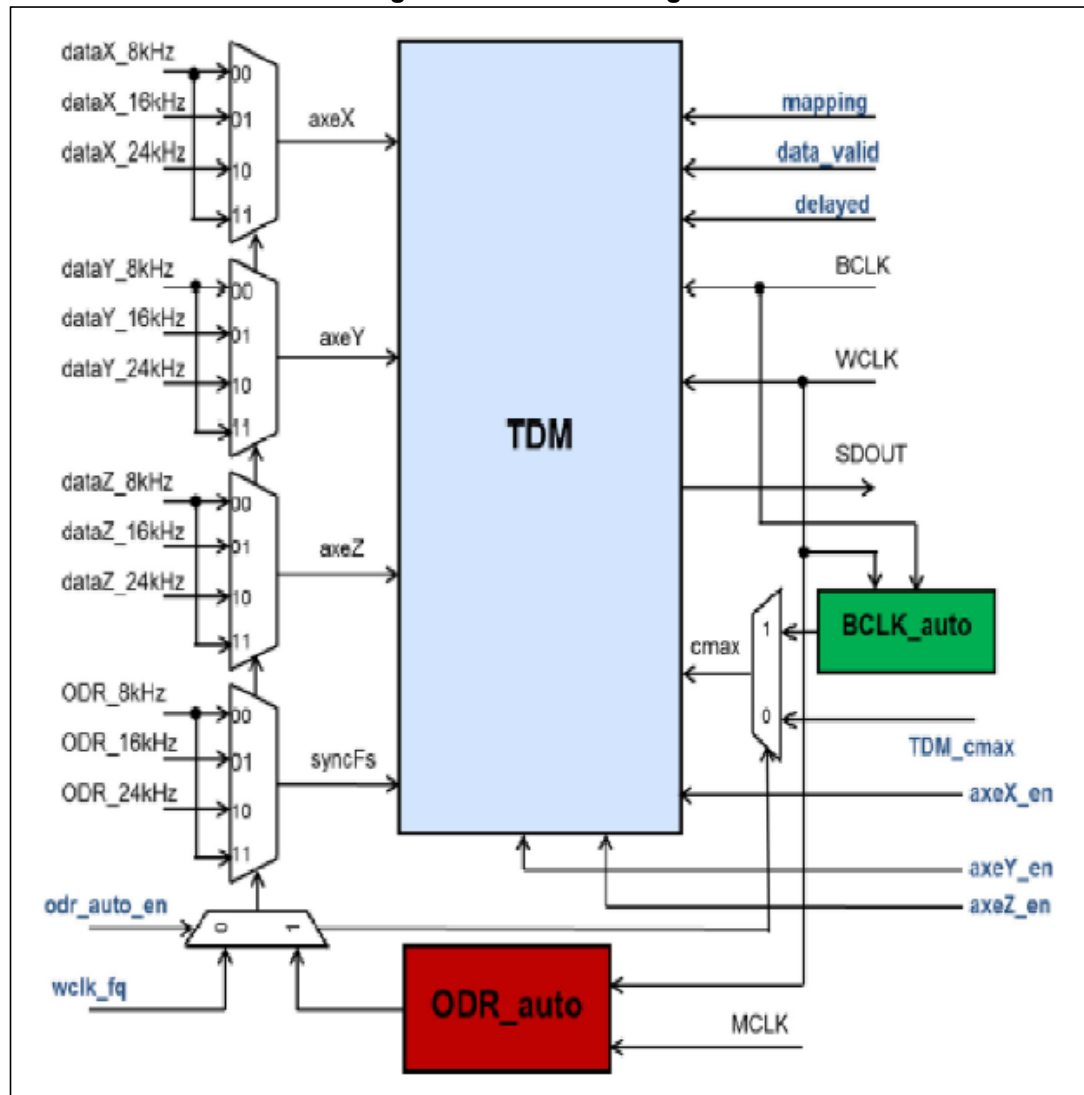 dataX_8kHz
dataX_16kHz
dataX_24kHz
00
01
10
11
axeX
dataY_8kHz
dataY_16kHz
dataY_24kHz
00
01
10
11
axeY
dataZ_8kHz
dataZ_16kHz
dataZ_24kHz
00
01
10
11
axeZ
ODR_8kHz
ODR_16kHz
ODR_24kHz
00
01
10
11
syncFs
TDM
mapping
data_valid
delayed
BCLK
WCLK
SDOUT
BCLK_auto
cmax
1
0
TDM_cmax
axeX_en
axeY_en
axeZ_en
odr_auto_en
0
1
wclk_fq
ODR_auto
MCLK